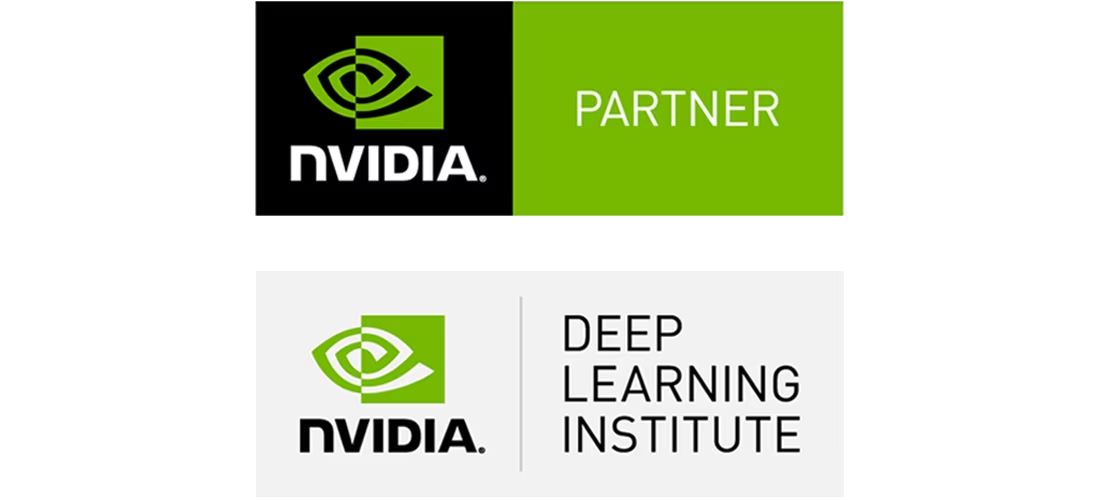 NVIDIA.
PARTNER
NVIDIA.
DEEP
LEARNING
INSTITUTE